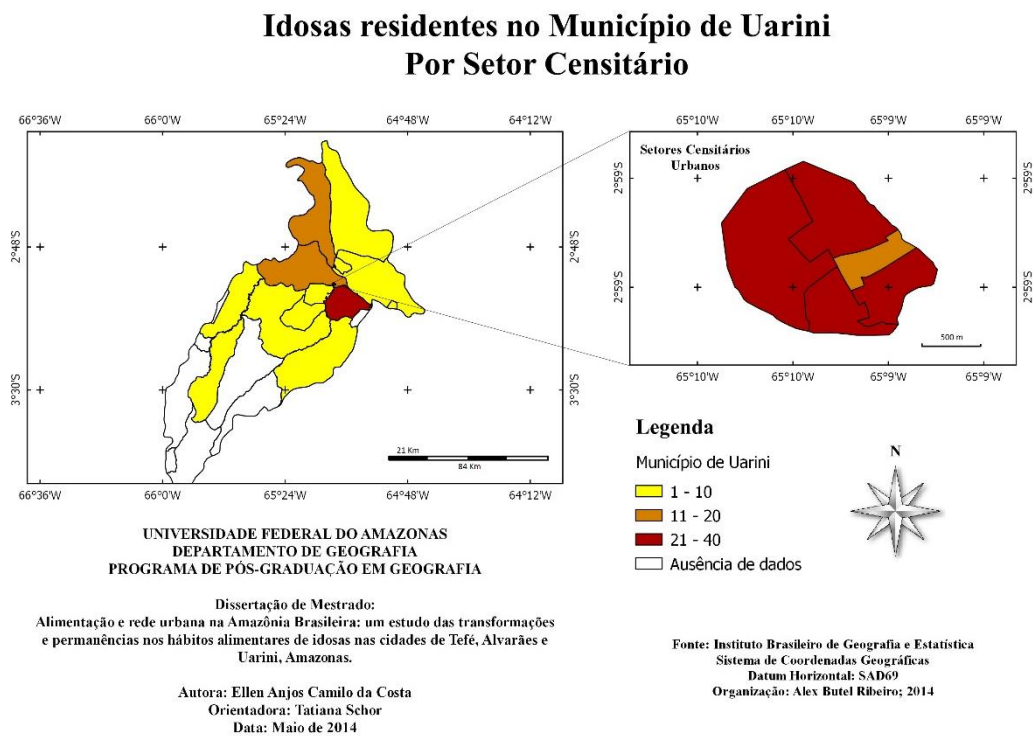 Idosas residentes no Município de Uarini
Por Setor Censitário
66°36'W 66°0'W 65°24'W 64°48'W 64°12'W
2°48'S
3°30'S
2°48'S
3°30'S
21 Km
84 Km
66°36'W 66°0'W 65°24'W 64°48'W 64°12'W
65°10'W 65°10'W 65°9'W 65°9'W
Setores Censitários
Urbanos
2°59'S
2°59'S
2°59'S
2°59'S
500 m
65°10'W 65°10'W 65°9'W 65°9'W
Legenda
Município de Uarini
1 - 10
11 - 20
21 - 40
Ausência de dados
N
UNIVERSIDADE FEDERAL DO AMAZONAS
DEPARTAMENTO DE GEOGRAFIA
PROGRAMA DE PÓS-GRADUAÇÃO EM GEOGRAFIA
Dissertação de Mestrado:
Alimentação e rede urbana na Amazônia Brasileira: um estudo das transformações
e permanências nos hábitos alimentares de idosas nas cidades de Tefé, Alvarães e
Uarini, Amazonas.
Autora: Ellen Anjos Camilo da Costa
Orientadora: Tatiana Schor
Data: Maio de 2014
Fonte: Instituto Brasileiro de Geografia e Estatística
Sistema de Coordenadas Geográficas
Datum Horizontal: SAD69
Organização: Alex Butel Ribeiro; 2014